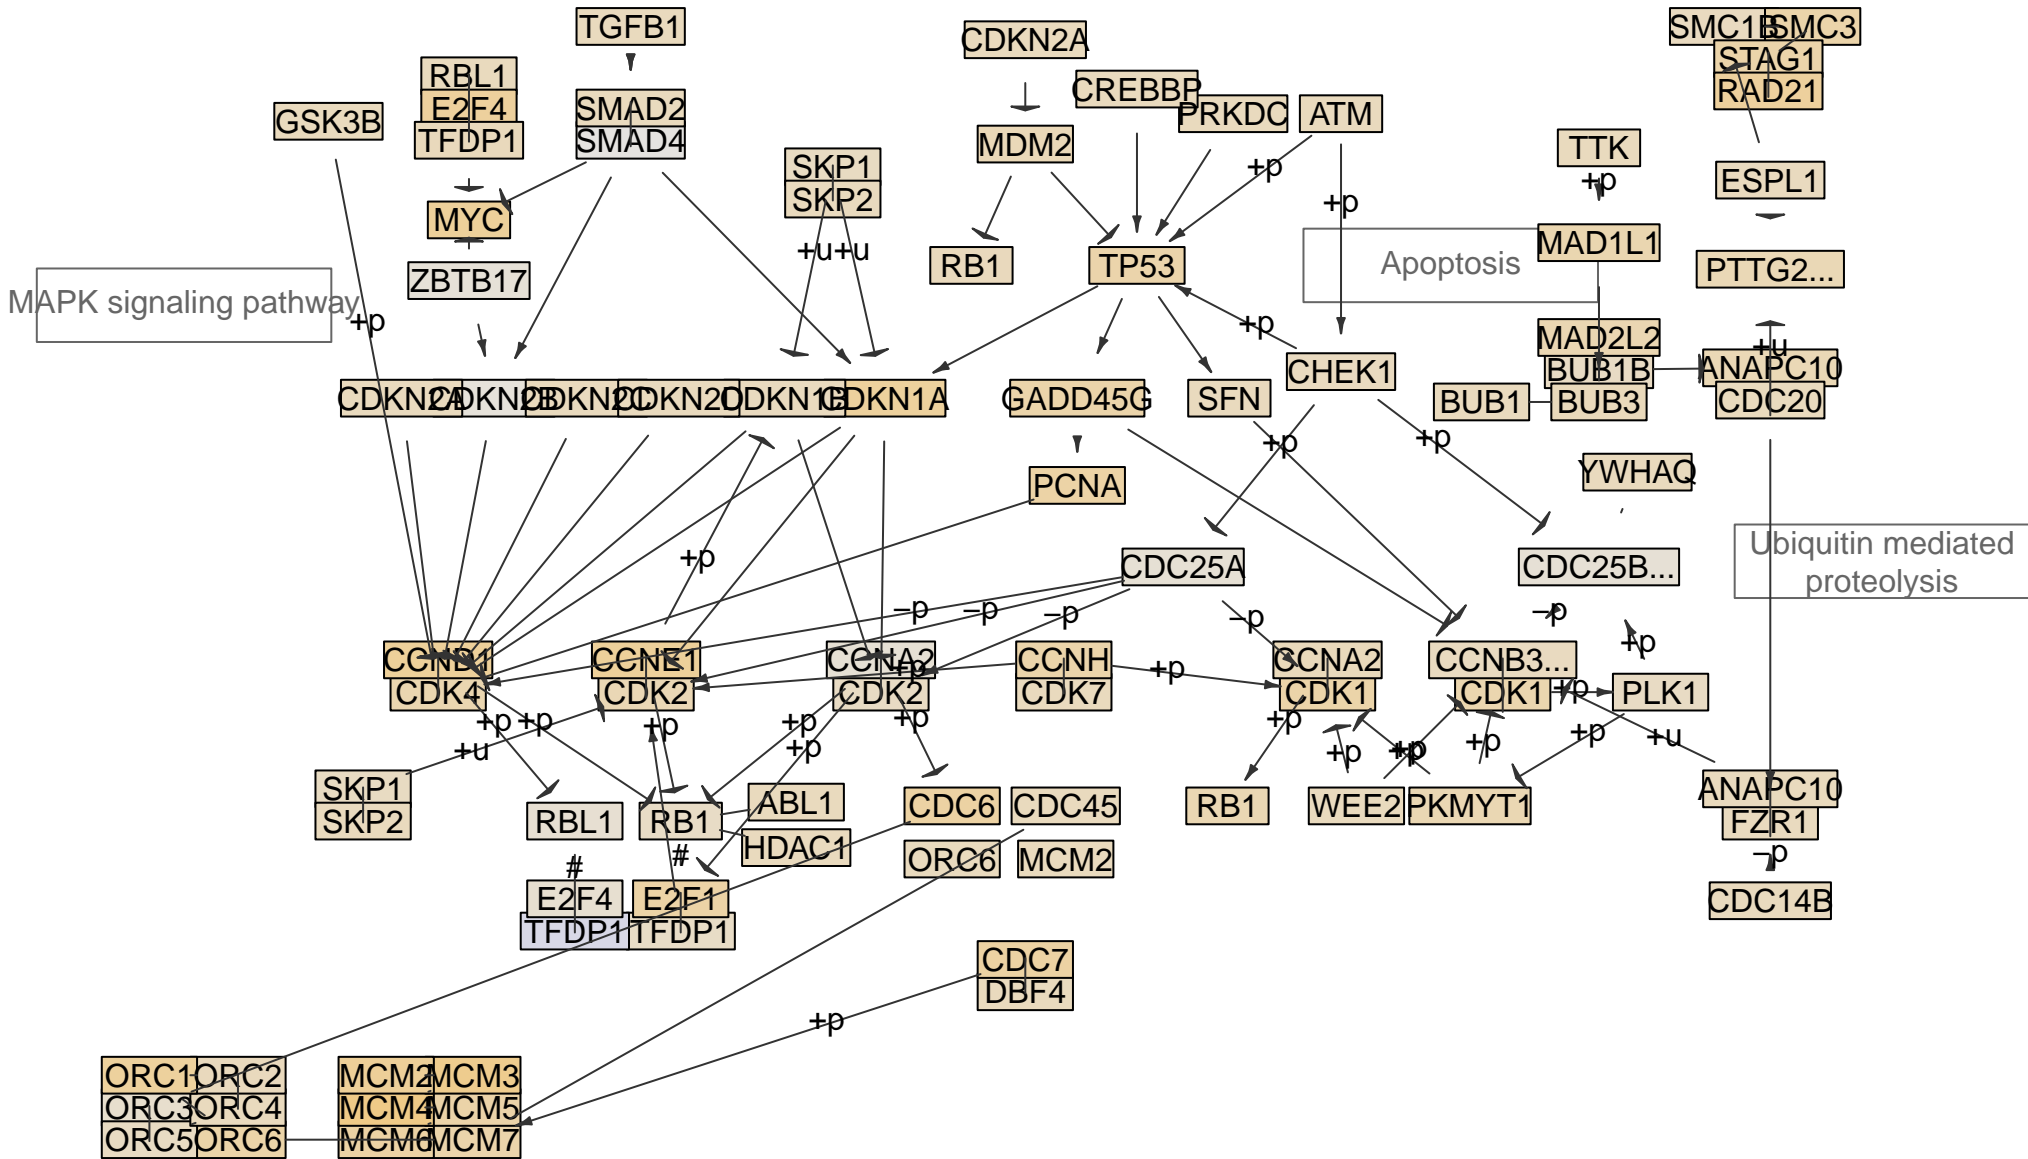 TGFB1
CDKN2A
SMC1B
SMC3
STAG1
RAD21
RBL1
E2F4
TFDP1
GSK3B
SMAD2
SMAD4
CREBBP
PRKDC
ATM
MDM2
TTK
+p
SKP1
SKP2
+p
+p
ESPL1
MYC
ZBTB17
+u
+u
RB1
TP53
Apoptosis
MAD1L1
PTTG2...
MAPK signaling pathway
+p
+p
MAD2L2
BUB1B
BUB3
BUB1
+u
ANAPC10
CDC20
CHEK1
CDKN2A
CDKN2B
CDKN2C
CDKN2D
CDKN1B
CDKN1A
GADD45G
SFN
+p
+p
YWHAQ
PCNA
+p
CDC25A
CDC25B...
Ubiquitin mediated
proteolysis
−p
−p
−p
−p
−p
+p
CCND1
CDK4
CCNE1
CDK2
CCNA2
CDK2
+p
CCNH
CDK7
+p
CCNA2
CDK1
CCNB3...
CDK1
+p
PLK1
+p
+p
+p
+p
+p
+p
+u
+p
+p
+p
+p
+p
+p
+u
SKP1
SKP2
RBL1
RB1
ABL1
HDAC1
CDC6
CDC45
ORC6
MCM2
RB1
WEE2
PKMYT1
ANAPC10
FZR1
−p
CDC14B
#
#
E2F4
TFDP1
E2F1
TFDP1
CDC7
DBF4
+p
ORC1
ORC2
ORC3
ORC4
ORC5
ORC6
MCM2
MCM3
MCM4
MCM5
MCM6
MCM7